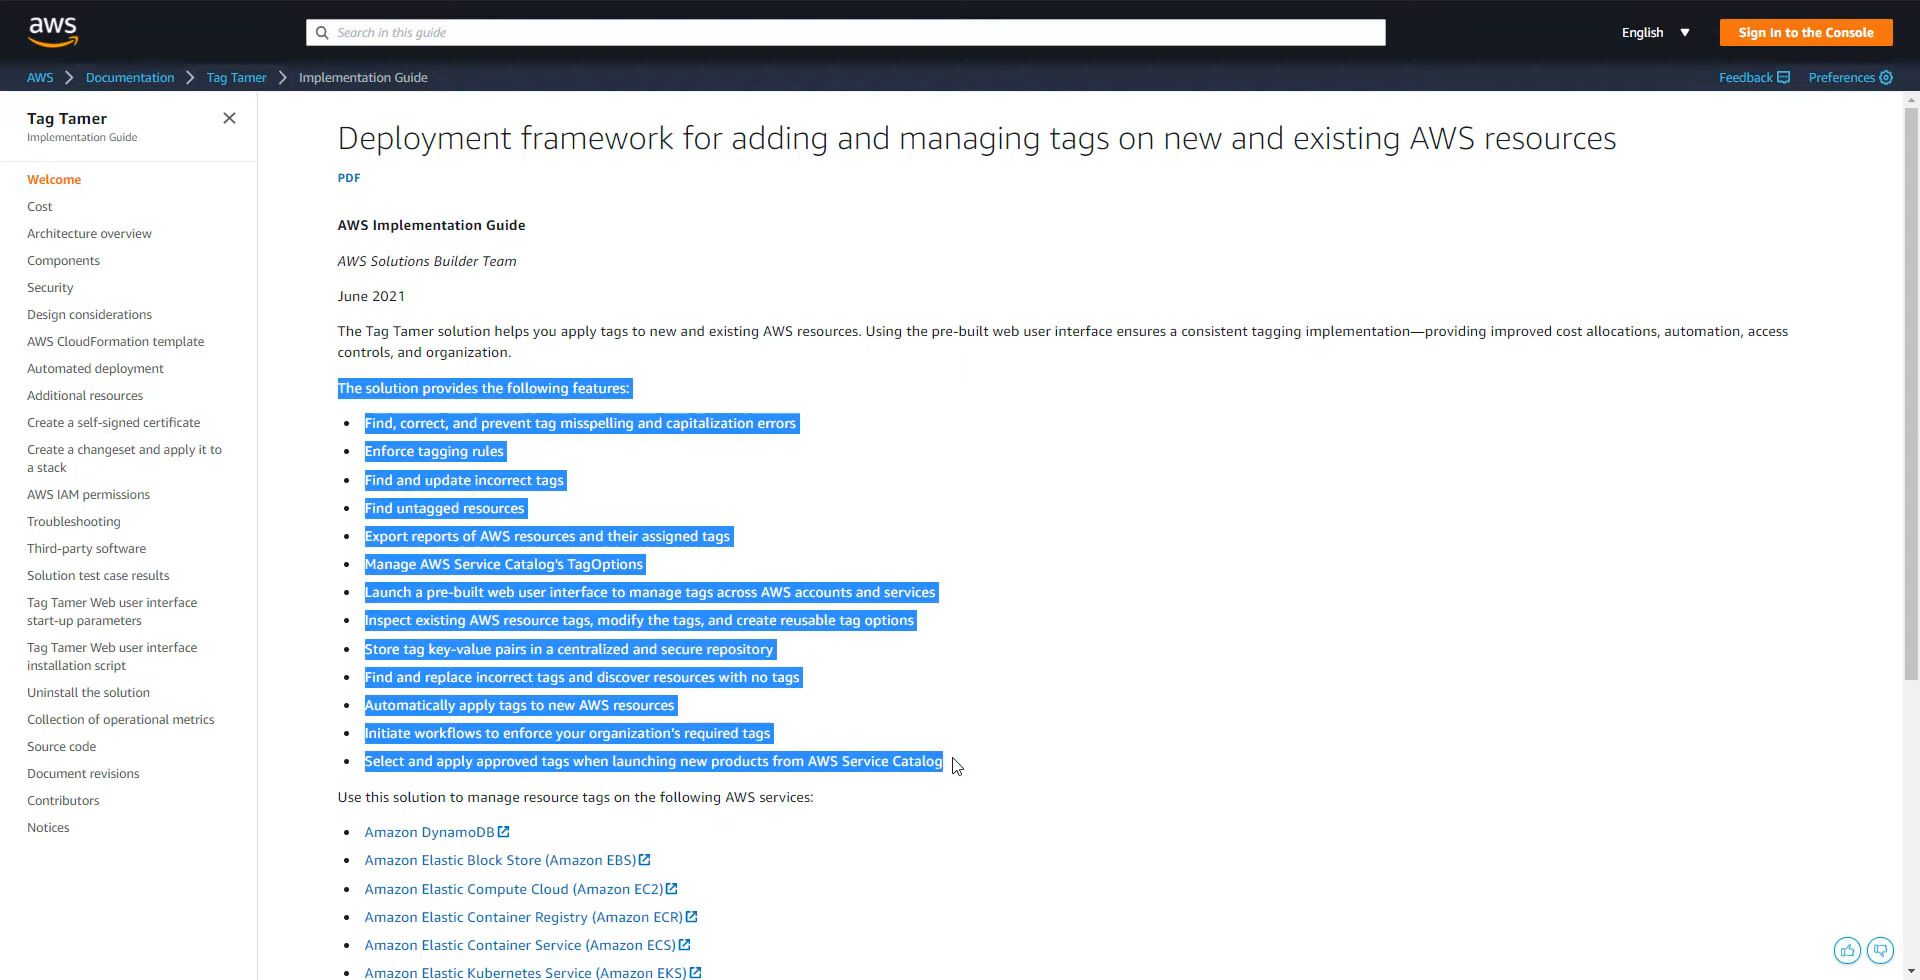 aws
Search in this guide
English
Sign In to the Console
AWS
Documentation
Tag Tamer
Implementation Guide
Feedback
Preferences
Tag Tamer
Implementation Guide
Welcome
Cost
Architecture overview
Components
Security
Design considerations
AWS CloudFormation template
Automated deployment
Additional resources
Create a self-signed certificate
Create a changeset and apply it to
a stack
AWS IAM permissions
Troubleshooting
Third-party software
Solution test case results
Tag Tamer Web user interface
start-up parameters
Tag Tamer Web user interface
installation script
Uninstall the solution
Collection of operational metrics
Source code
Document revisions
Contributors
Notices
Deployment framework for adding and managing tags on new and existing AWS resources
PDF
AWS Implementation Guide
AWS Solutions Builder Team
June 2021
The Tag Tamer solution helps you apply tags to new and existing AWS resources. Using the pre-built web user interface ensures a consistent tagging implementation—providing improved cost allocations, automation, access
controls, and organization.
The solution provides the following features:
• Find, correct, and prevent tag misspelling and capitalization errors
• Enforce tagging rules
• Find and update incorrect tags
• Find untagged resources
• Export reports of AWS resources and their assigned tags
• Manage AWS Service Catalog's TagOptions
• Launch a pre-built web user interface to manage tags across AWS accounts and services
• Inspect existing AWS resource tags, modify the tags, and create reusable tag options
• Store tag key-value pairs in a centralized and secure repository
• Find and replace incorrect tags and discover resources with no tags
• Automatically apply tags to new AWS resources
• Initiate workflows to enforce your organization's required tags
• Select and apply approved tags when launching new products from AWS Service Catalog
Use this solution to manage resource tags on the following AWS services:
• Amazon DynamoDB
• Amazon Elastic Block Store (Amazon EBS)
• Amazon Elastic Compute Cloud (Amazon EC2)
• Amazon Elastic Container Registry (Amazon ECR)
• Amazon Elastic Container Service (Amazon ECS)
• Amazon Elastic Kubernetes Service (Amazon EKS)